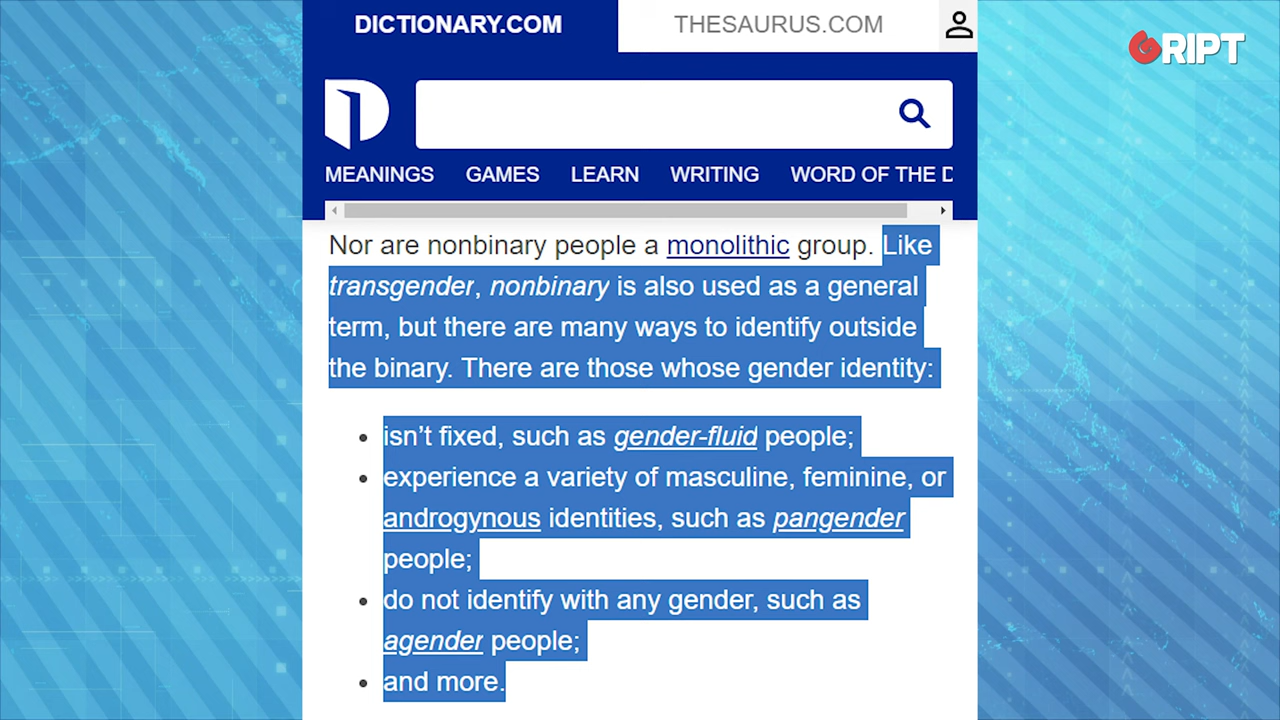 DICTIONARY.COM
THESAURUS.COM
GRIPT
MEANINGS GAMES LEARN WRITING WORD OF THE D
Nor are nonbinary people a monolithic group. Like
transgender, nonbinary is also used as a general
term, but there are many ways to identify outside
the binary. There are those whose gender identity:
isn’t fixed, such as gender-fluid people;
experience a variety of masculine, feminine, or
androgynous identities, such as pangender
people;
do not identify with any gender, such as
agender people;
and more.